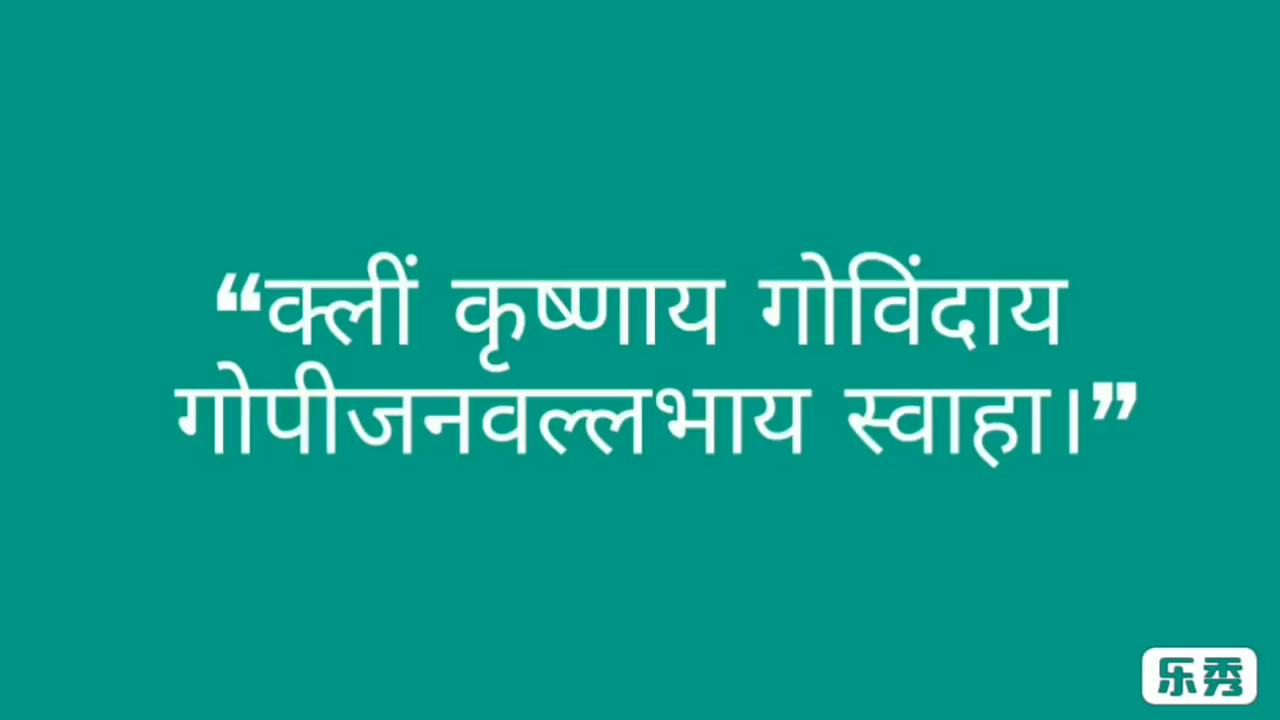 ❝क्लीं कृष्णाय गोविंदाय
गोपीजनवल्लभाय स्वाहा।❞
乐秀